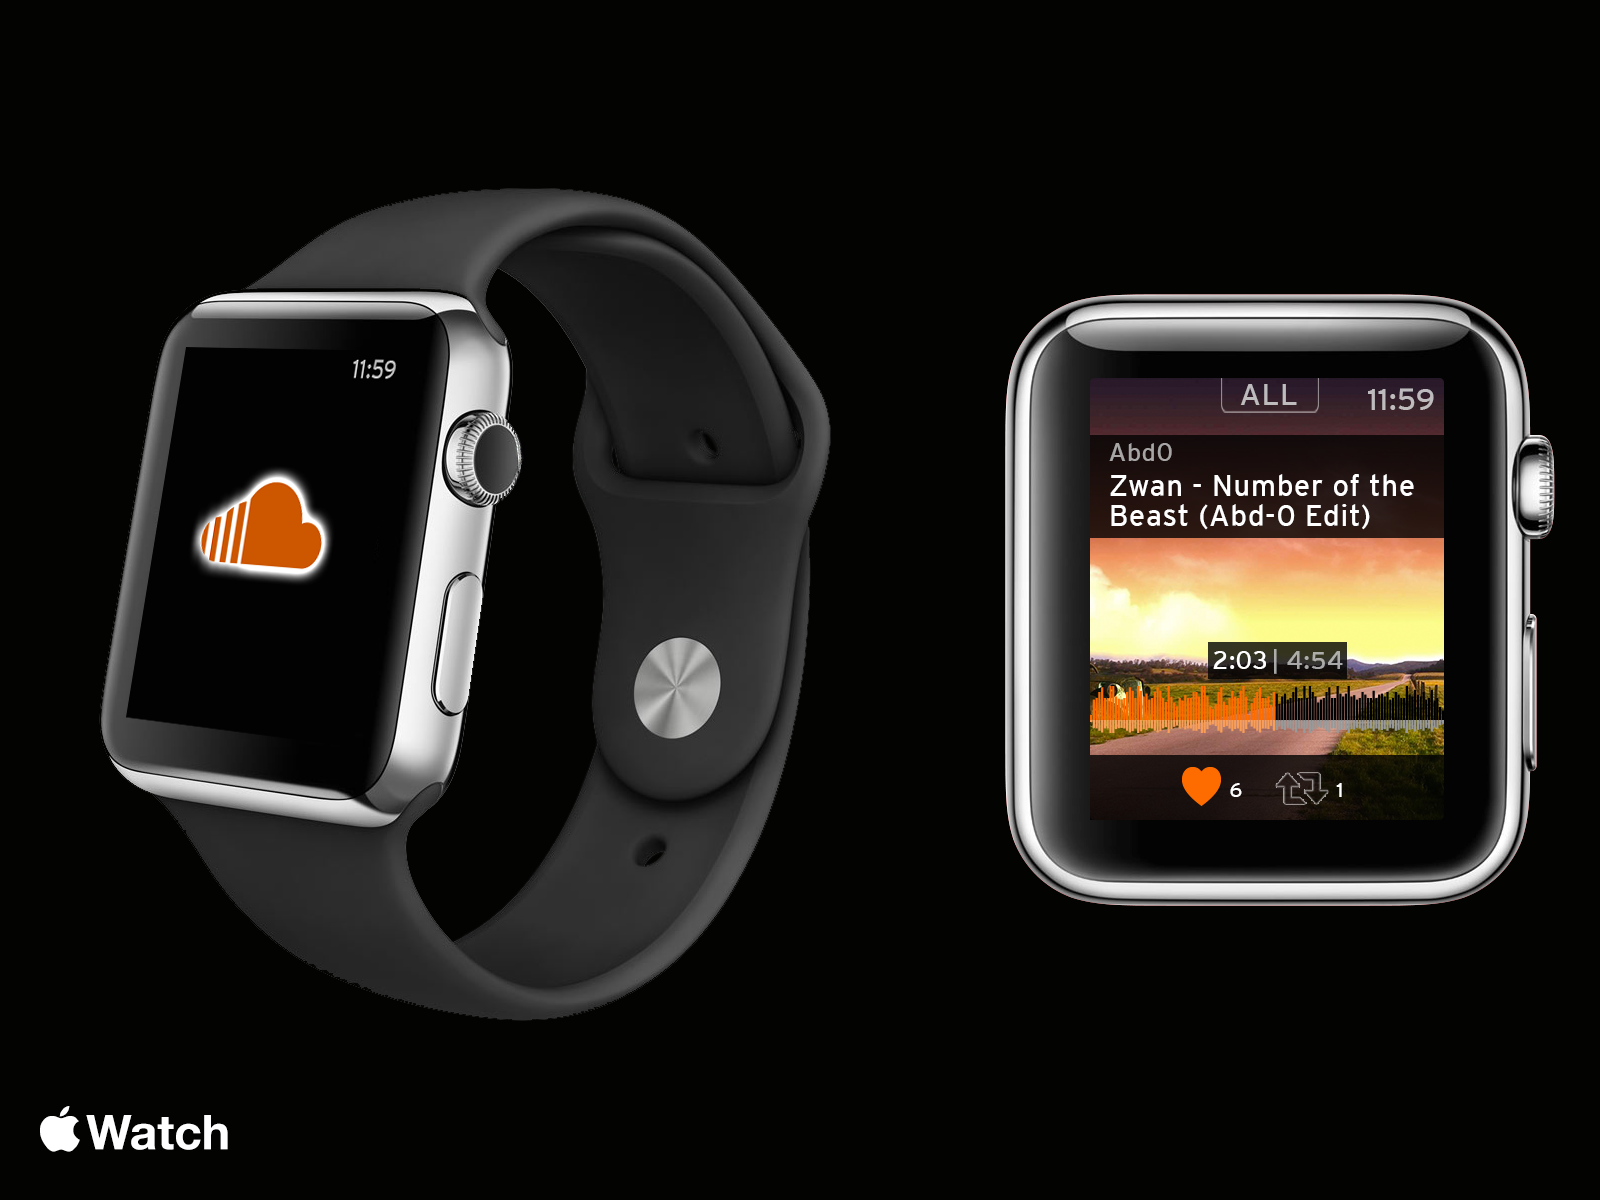 11:59
ALL
11:59
AbdO
Zwan - Number of the
Beast (Abd-O Edit)
2:03| 4:54
6
1
Watch